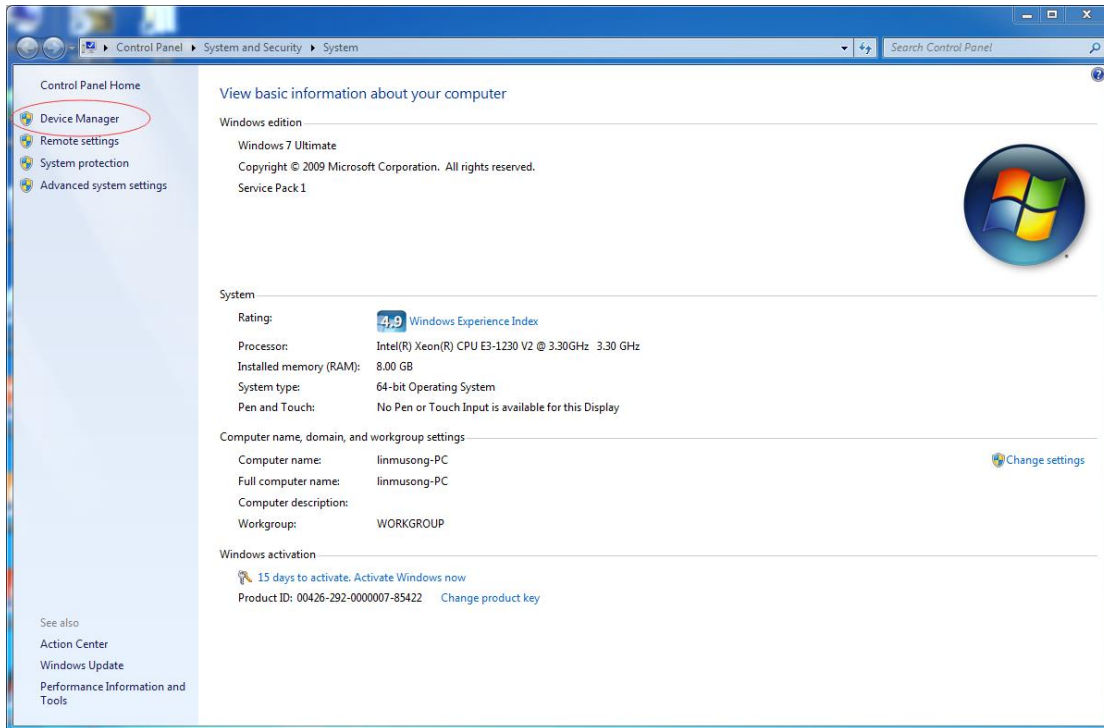 Control Panel System and Security System
Search Control Panel
Control Panel Home
Device Manager
Remote settings
System protection
Advanced system settings
See also
Action Center
Windows Update
Performance Information and
Tools
View basic information about your computer
Windows edition
Windows 7 Ultimate
Copyright © 2009 Microsoft Corporation. All rights reserved.
Service Pack 1
System
Rating: 4,9 Windows Experience Index
Processor: Intel(R) Xeon(R) CPU E3-1230 V2 @ 3.30GHz 3.30 GHz
Installed memory (RAM): 8.00 GB
System type: 64-bit Operating System
Pen and Touch: No Pen or Touch Input is available for this Display
Computer name, domain, and workgroup settings
Computer name: linmusong-PC
Change settings
Full computer name: linmusong-PC
Computer description:
Workgroup: WORKGROUP
Windows activation
15 days to activate. Activate Windows now
Product ID: 00426-292-0000007-85422 Change product key